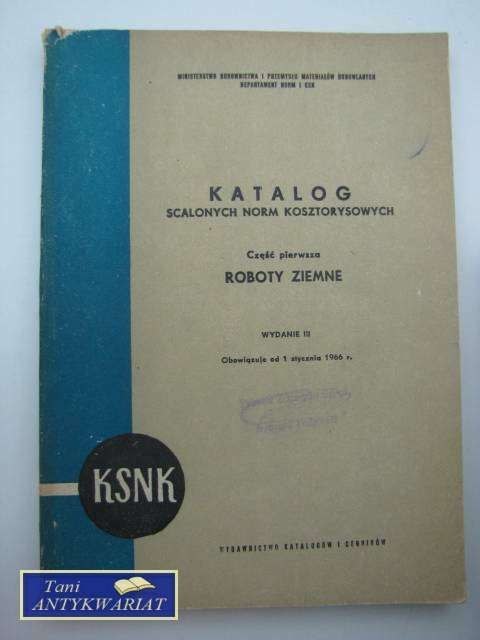 MINISTERSTWO BUDOWNICTWA I PRZEMYSŁU MATERIAŁÓW BUDOWLANYCH
DEPARTAMENT NORM I CEN
KATALOG
SCALONYCH NORM KOSZTORYSOWYCH
Część pierwsza
ROBOTY ZIEMNE
WYDANIE III
Obowiązuje od 1 stycznia 1966 r.
KSNK
WYDAWNICTWO KATALOGÓW I CENNIKÓW
Tani
ANTYKWARIAT